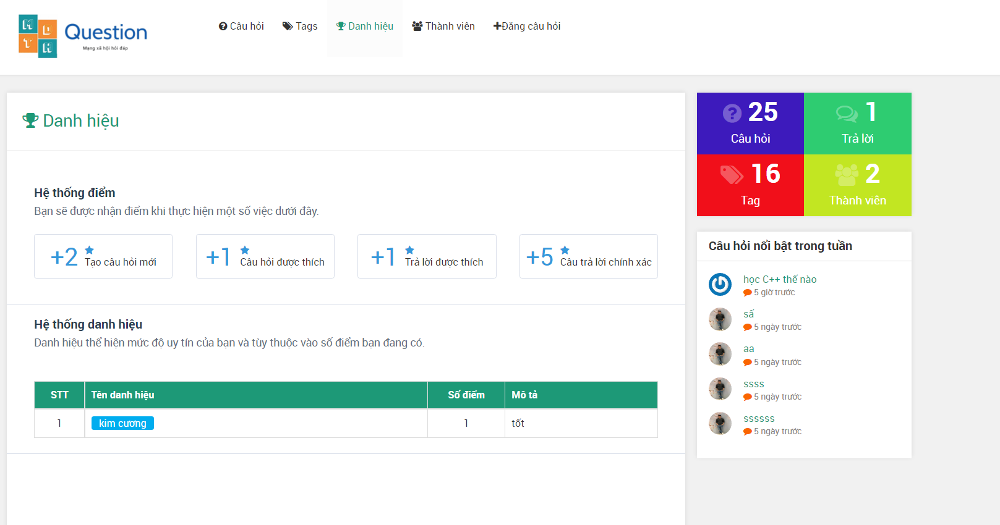 M D T H
Question
Mạng xã hội hỏi đáp
Câu hỏi
Tags
Danh hiệu
Thành viên
Đăng câu hỏi
Danh hiệu
Hệ thống điểm
Bạn sẽ được nhận điểm khi thực hiện một số việc dưới đây.
+2 Tạo câu hỏi mới
+1 Câu hỏi được thích
+1 Trả lời được thích
+5 Câu trả lời chính xác
Hệ thống danh hiệu
Danh hiệu thể hiện mức độ uy tín của bạn và tùy thuộc vào số điểm bạn đang có.
STT Tên danh hiệu Số điểm Mô tả
1 kim cương 1 tốt
25
Câu hỏi
1
Trả lời
16
Tag
2
Thành viên
Câu hỏi nổi bật trong tuần
học C++ thế nào
5 giờ trước
sấ
5 ngày trước
aa
5 ngày trước
ssss
5 ngày trước
ssssss
5 ngày trước